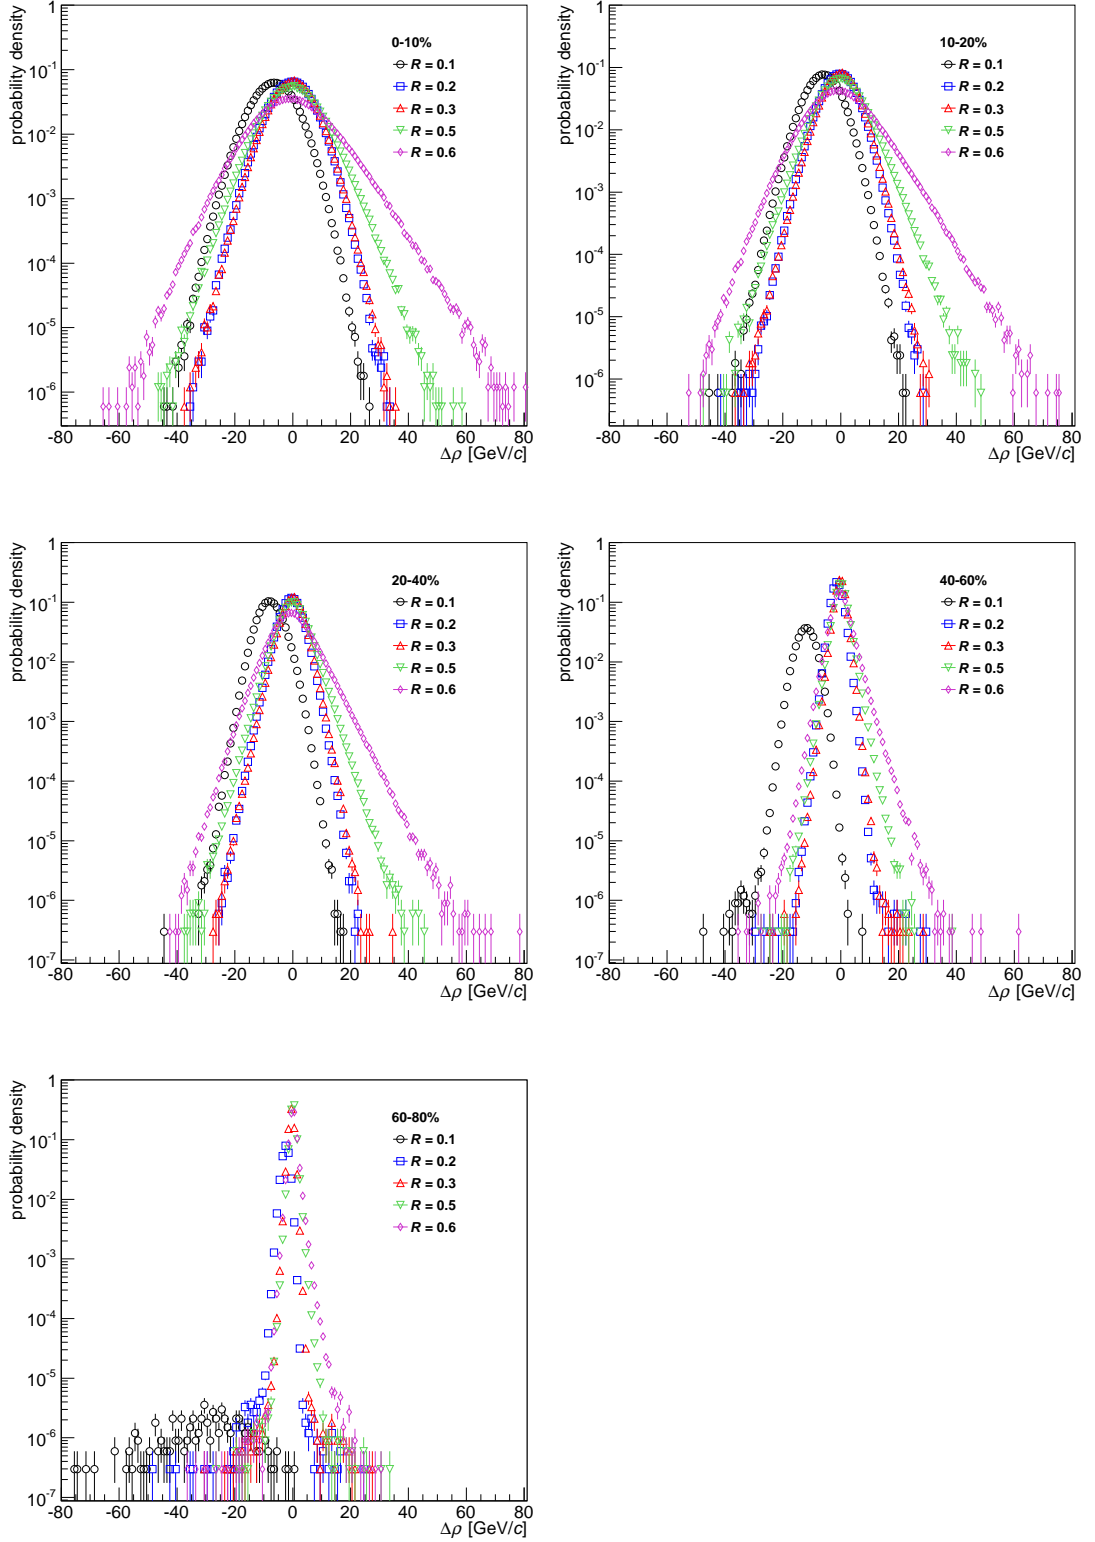 probability density
1
10⁻¹
10⁻²
10⁻³
10⁻⁴
10⁻⁵
10⁻⁶
0-10%
R = 0.1
R = 0.2
R = 0.3
R = 0.5
R = 0.6
-80 -60 -40 -20 0 20 40 60 80
Δρ [GeV/c]
probability density
1
10⁻¹
10⁻²
10⁻³
10⁻⁴
10⁻⁵
10⁻⁶
10-20%
R = 0.1
R = 0.2
R = 0.3
R = 0.5
R = 0.6
-80 -60 -40 -20 0 20 40 60 80
Δρ [GeV/c]
probability density
1
10⁻¹
10⁻²
10⁻³
10⁻⁴
10⁻⁵
10⁻⁶
10⁻⁷
20-40%
R = 0.1
R = 0.2
R = 0.3
R = 0.5
R = 0.6
-80 -60 -40 -20 0 20 40 60 80
Δρ [GeV/c]
probability density
1
10⁻¹
10⁻²
10⁻³
10⁻⁴
10⁻⁵
10⁻⁶
10⁻⁷
40-60%
R = 0.1
R = 0.2
R = 0.3
R = 0.5
R = 0.6
-80 -60 -40 -20 0 20 40 60 80
Δρ [GeV/c]
probability density
1
10⁻¹
10⁻²
10⁻³
10⁻⁴
10⁻⁵
10⁻⁶
10⁻⁷
60-80%
R = 0.1
R = 0.2
R = 0.3
R = 0.5
R = 0.6
-80 -60 -40 -20 0 20 40 60 80
Δρ [GeV/c]